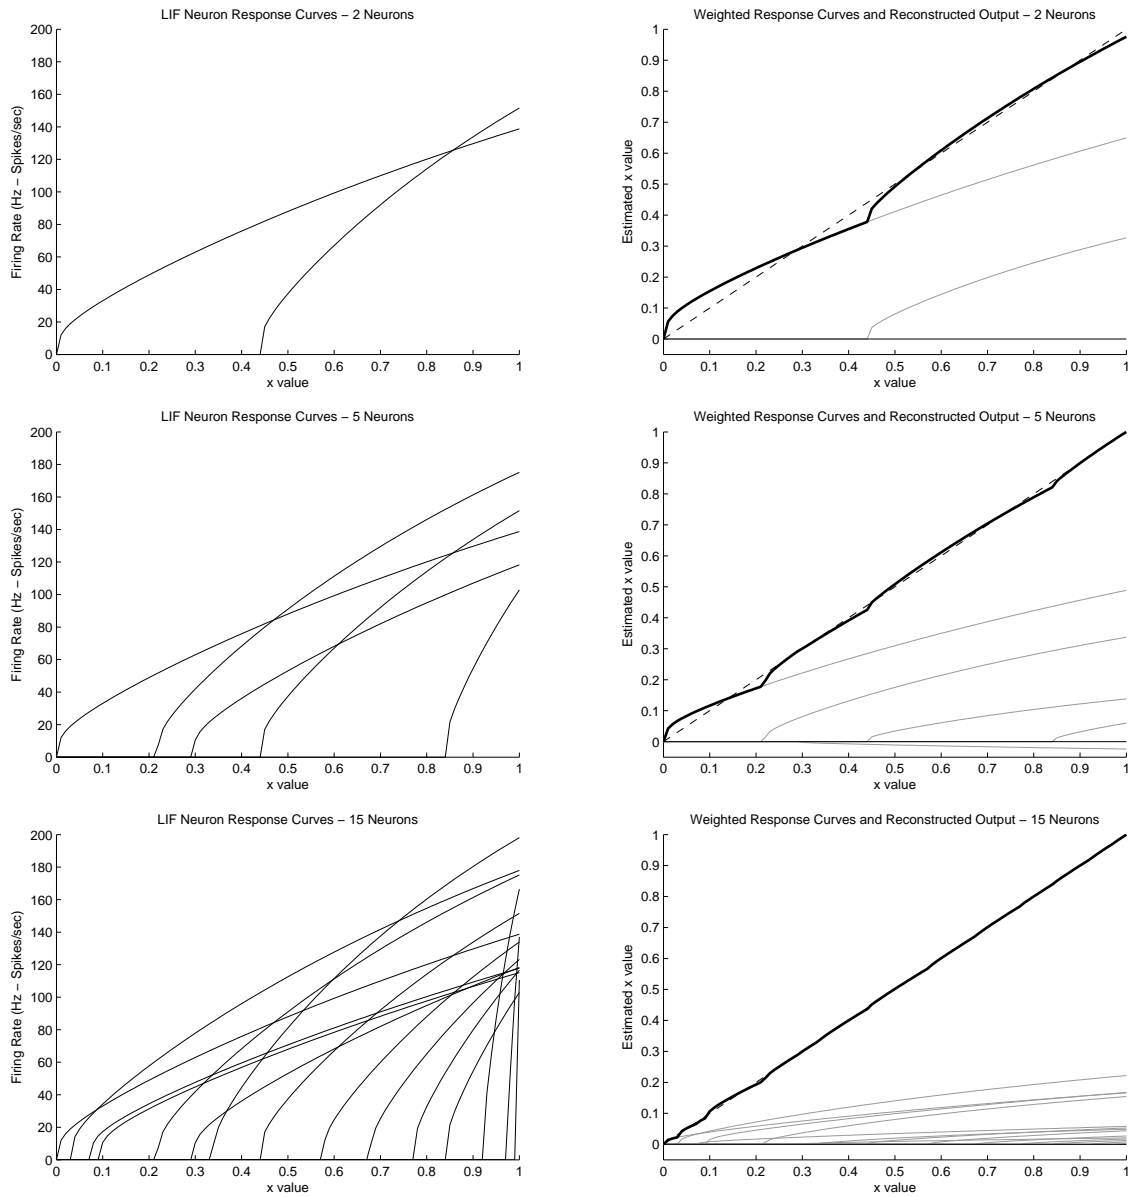 LIF Neuron Response Curves – 2 Neurons
Firing Rate (Hz – Spikes/sec)
200
180
160
140
120
100
80
60
40
20
0
0 0.1 0.2 0.3 0.4 0.5 0.6 0.7 0.8 0.9 1
x value
Weighted Response Curves and Reconstructed Output – 2 Neurons
Estimated x value
1
0.9
0.8
0.7
0.6
0.5
0.4
0.3
0.2
0.1
0
0 0.1 0.2 0.3 0.4 0.5 0.6 0.7 0.8 0.9 1
x value
LIF Neuron Response Curves – 5 Neurons
Firing Rate (Hz – Spikes/sec)
200
180
160
140
120
100
80
60
40
20
0
0 0.1 0.2 0.3 0.4 0.5 0.6 0.7 0.8 0.9 1
x value
Weighted Response Curves and Reconstructed Output – 5 Neurons
Estimated x value
1
0.9
0.8
0.7
0.6
0.5
0.4
0.3
0.2
0.1
0
0 0.1 0.2 0.3 0.4 0.5 0.6 0.7 0.8 0.9 1
x value
LIF Neuron Response Curves – 15 Neurons
Firing Rate (Hz – Spikes/sec)
200
180
160
140
120
100
80
60
40
20
0
0 0.1 0.2 0.3 0.4 0.5 0.6 0.7 0.8 0.9 1
x value
Weighted Response Curves and Reconstructed Output – 15 Neurons
Estimated x value
1
0.9
0.8
0.7
0.6
0.5
0.4
0.3
0.2
0.1
0
0 0.1 0.2 0.3 0.4 0.5 0.6 0.7 0.8 0.9 1
x value